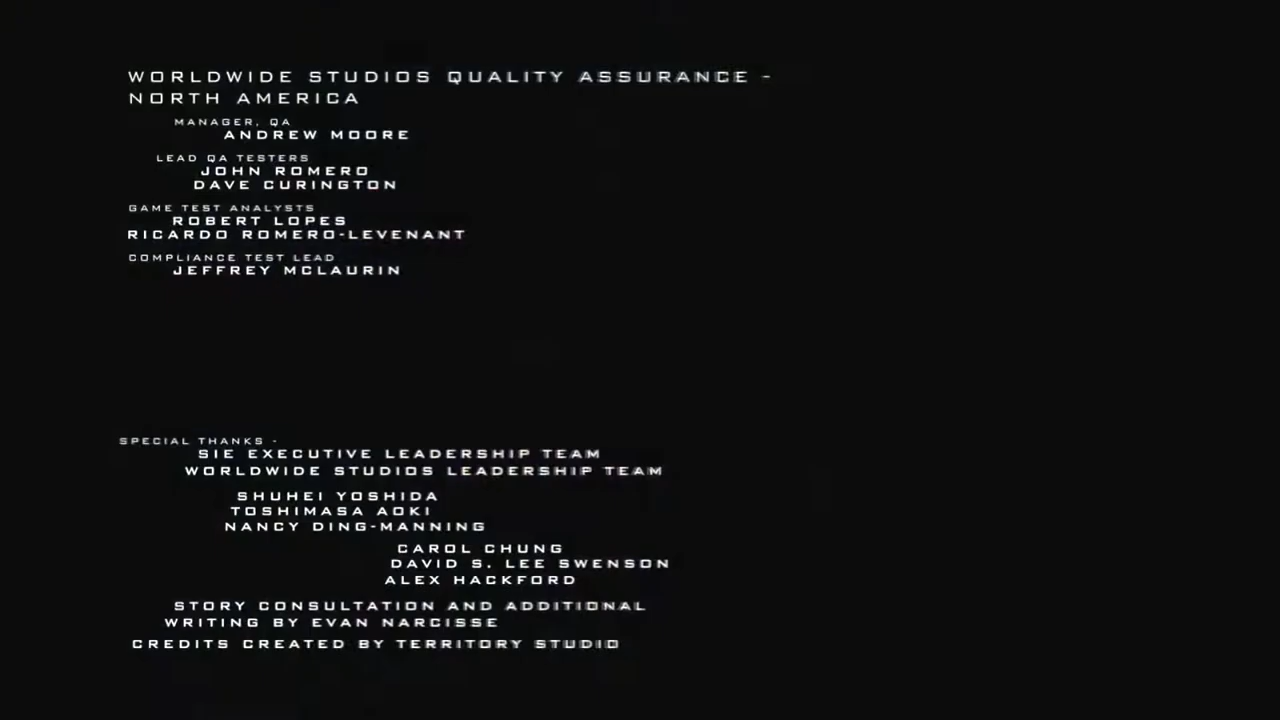 WORLDWIDE STUDIOS QUALITY ASSURANCE -
NORTH AMERICA
MANAGER, QA
ANDREW MOORE
LEAD QA TESTERS
JOHN ROMERO
DAVE CURINGTON
GAME TEST ANALYSTS
ROBERT LOPES
RICARDO ROMERO-LEVENANT
COMPLIANCE TEST LEAD
JEFFREY MCLAURIN
SPECIAL THANKS -
SIE EXECUTIVE LEADERSHIP TEAM
WORLDWIDE STUDIOS LEADERSHIP TEAM
SHUHEI YOSHIDA
TOSHIMASA AOKI
NANCY DING-MANNING
CAROL CHUNG
DAVID S. LEE SWENSON
ALEX HACKFORD
STORY CONSULTATION AND ADDITIONAL
WRITING BY EVAN NARCISSE
CREDITS CREATED BY TERRITORY STUDIO